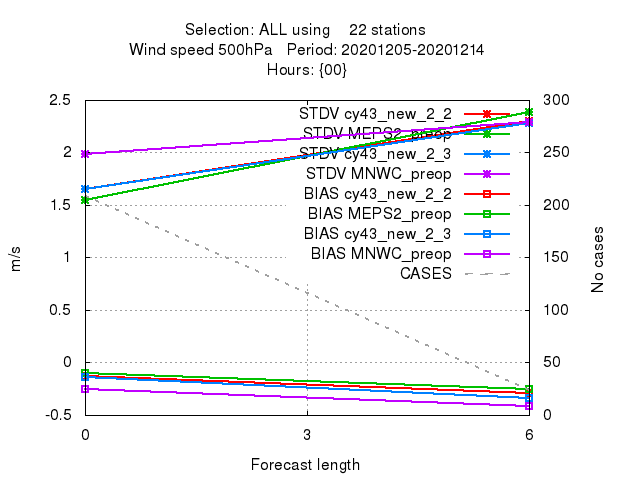 Selection: ALL using 22 stations
Wind speed 500hPa Period: 20201205-20201214
Hours: {00}
2.5
2
1.5
1
0.5
0
-0.5
m/s
300
250
200
150
100
50
0
No cases
STDV cy43_new_2_2
STDV MEPS2_preop
STDV cy43_new_2_3
STDV MNWC_preop
BIAS cy43_new_2_2
BIAS MEPS2_preop
BIAS cy43_new_2_3
BIAS MNWC_preop
CASES
0 3 6
Forecast length